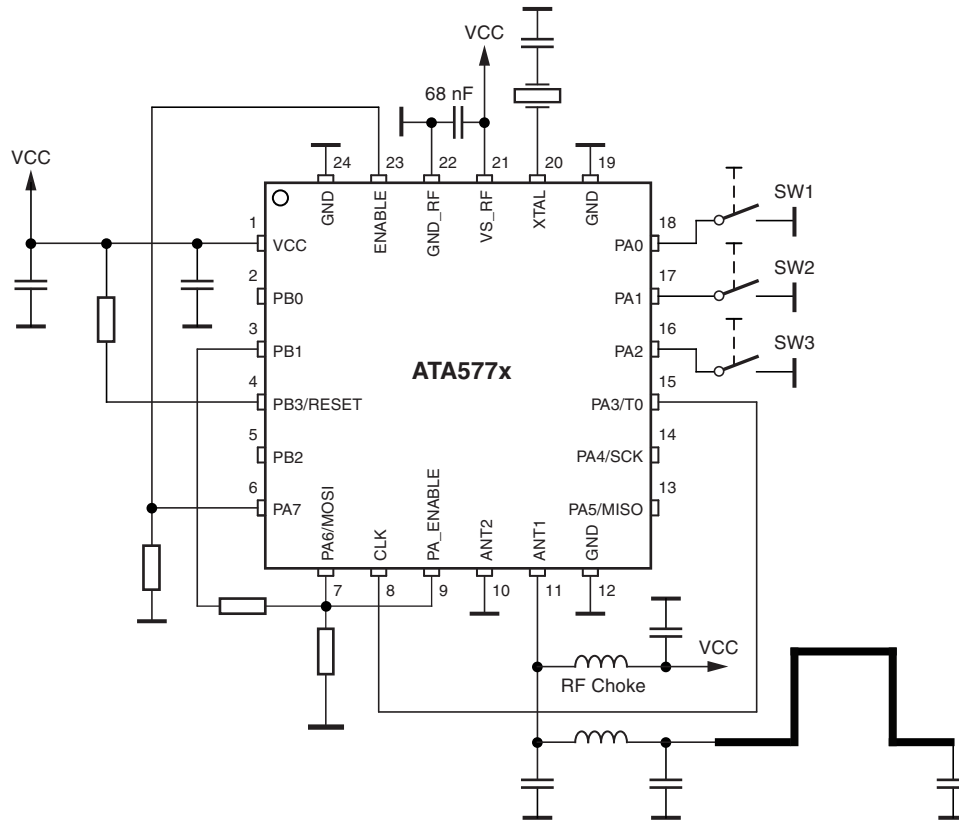 VCC
68 nF
VCC
24
23
22
21
20
19
GND
ENABLE
GND_RF
VS_RF
XTAL
GND
1
VCC
2
PB0
3
PB1
4
PB3/RESET
5
PB2
6
PA7
ATA577x
18
PA0
SW1
17
PA1
SW2
16
PA2
SW3
15
PA3/T0
14
PA4/SCK
13
PA5/MISO
PA6/MOSI
CLK
PA_ENABLE
ANT2
ANT1
GND
7
8
9
10
11
12
VCC
RF Choke